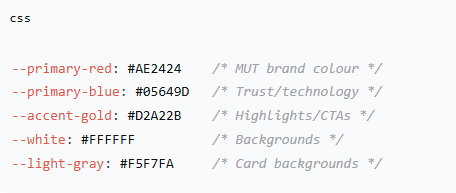 css
--primary-red: #AE2424 /* MUT brand colour */
--primary-blue: #05649D /* Trust/technology */
--accent-gold: #D2A22B /* Highlights/CTAs */
--white: #FFFFFF /* Backgrounds */
--light-gray: #F5F7FA /* Card backgrounds */